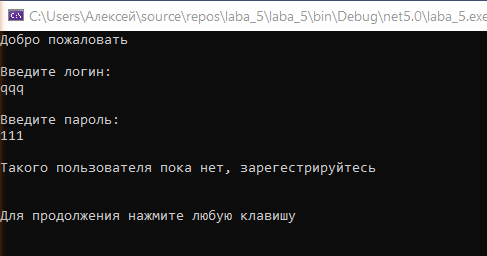 C:\Users\Алексей\source\repos\laba_5\laba_5\bin\Debug\net5.0\laba_5.exe
Добро пожаловать
Введите логин:
qqq
Введите пароль:
111
Такого пользователя пока нет, зарегестрируйтесь
Для продолжения нажмите любую клавишу